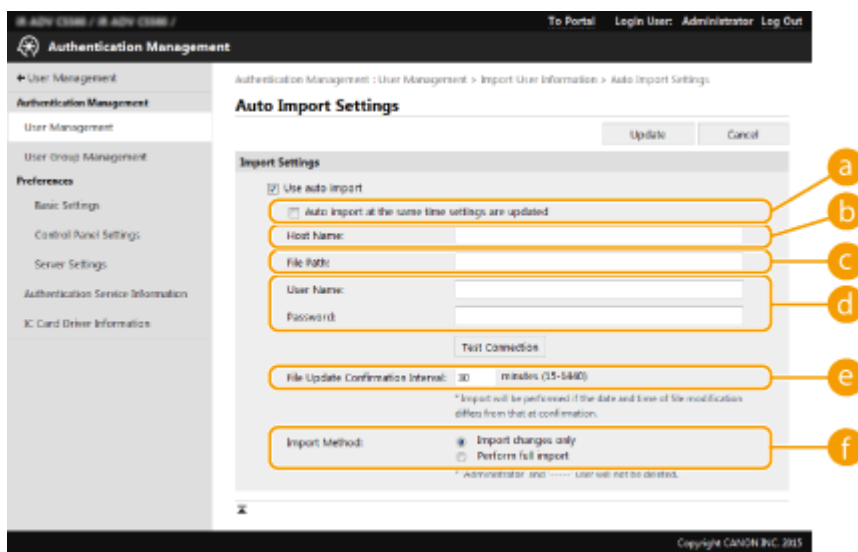 To Portal Login User: Administrator Log Out
Authentication Management
User Management
Authentication Management : User Management > Import User Information > Auto Import Settings
Authentication Management
Auto Import Settings
User Management
Update Cancel
User Group Management
Import Settings
a
Use auto import
Preferences
Auto import at the same time settings are updated
Basic Settings
b
Host Name:
Control Panel Settings
c
File Path:
Server Settings
User Name:
Authentication Service Information
d
Password:
IC Card Driver Information
Test Connection
File Update Confirmation Interval: 30 minutes (15-1440)
e
* Import will be performed if the date and time of file modification
differs from that at confirmation.
Import Method: Import changes only
f
Perform full import
* 'Administrator' and '-----' user will not be deleted.
Copyright CANON INC. 2015